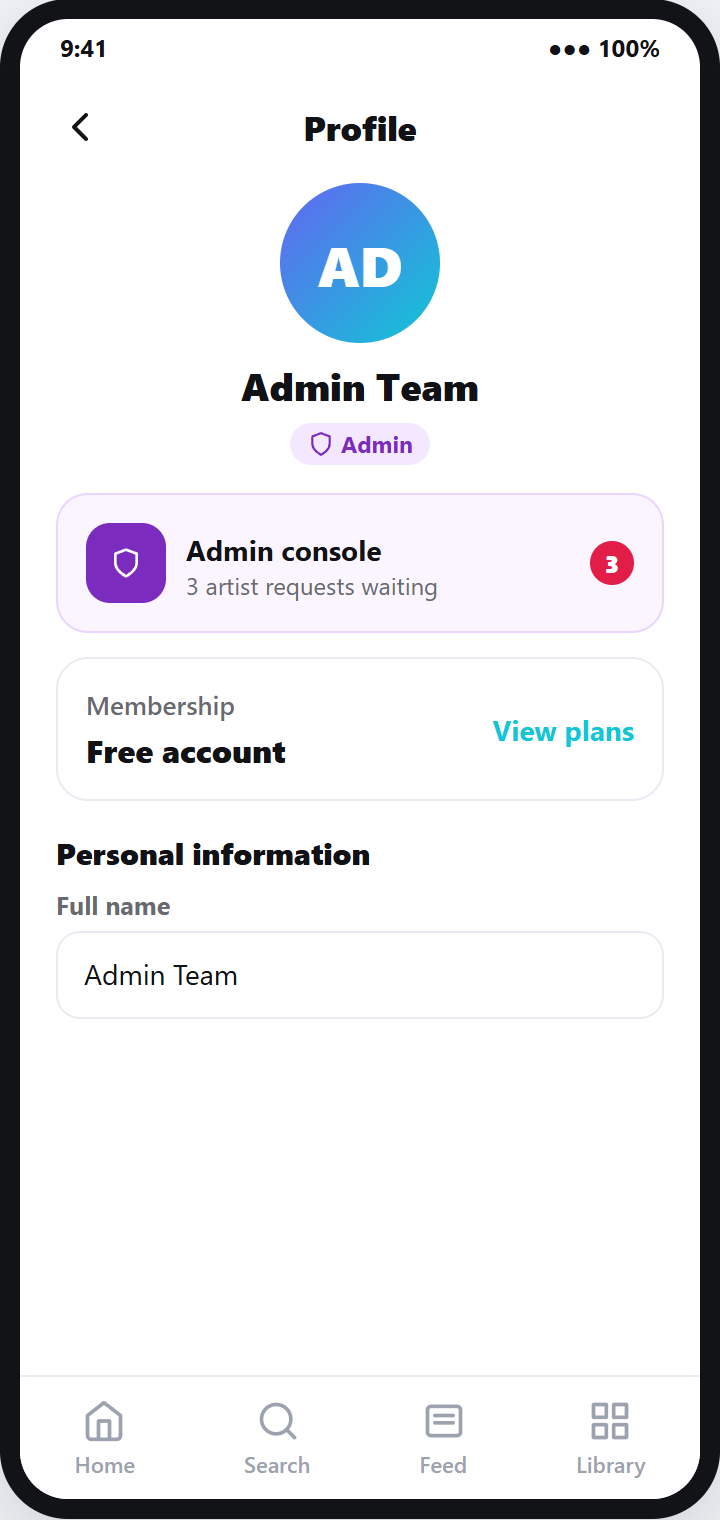 9:41 ●●● 100%
Profile
AD
Admin Team
Admin
Admin console
3 artist requests waiting
3
Membership
Free account
View plans
Personal information
Full name
Admin Team
Home Search Feed Library